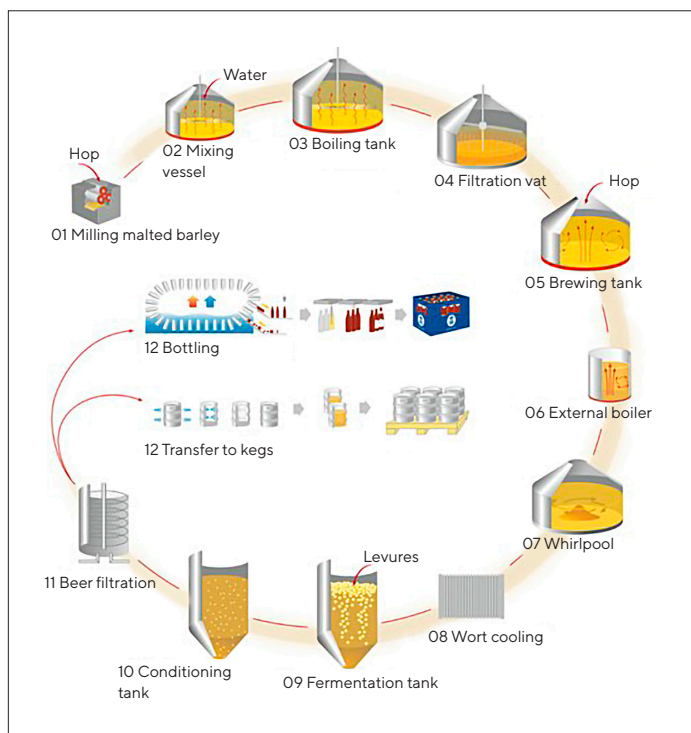 Water
Hop
02 Mixing
vessel
03 Boiling tank
04 Filtration vat
Hop
01 Milling malted barley
05 Brewing tank
12 Bottling
06 External boiler
12 Transfer to kegs
07 Whirlpool
Levures
11 Beer filtration
08 Wort cooling
10 Conditioning
tank
09 Fermentation tank